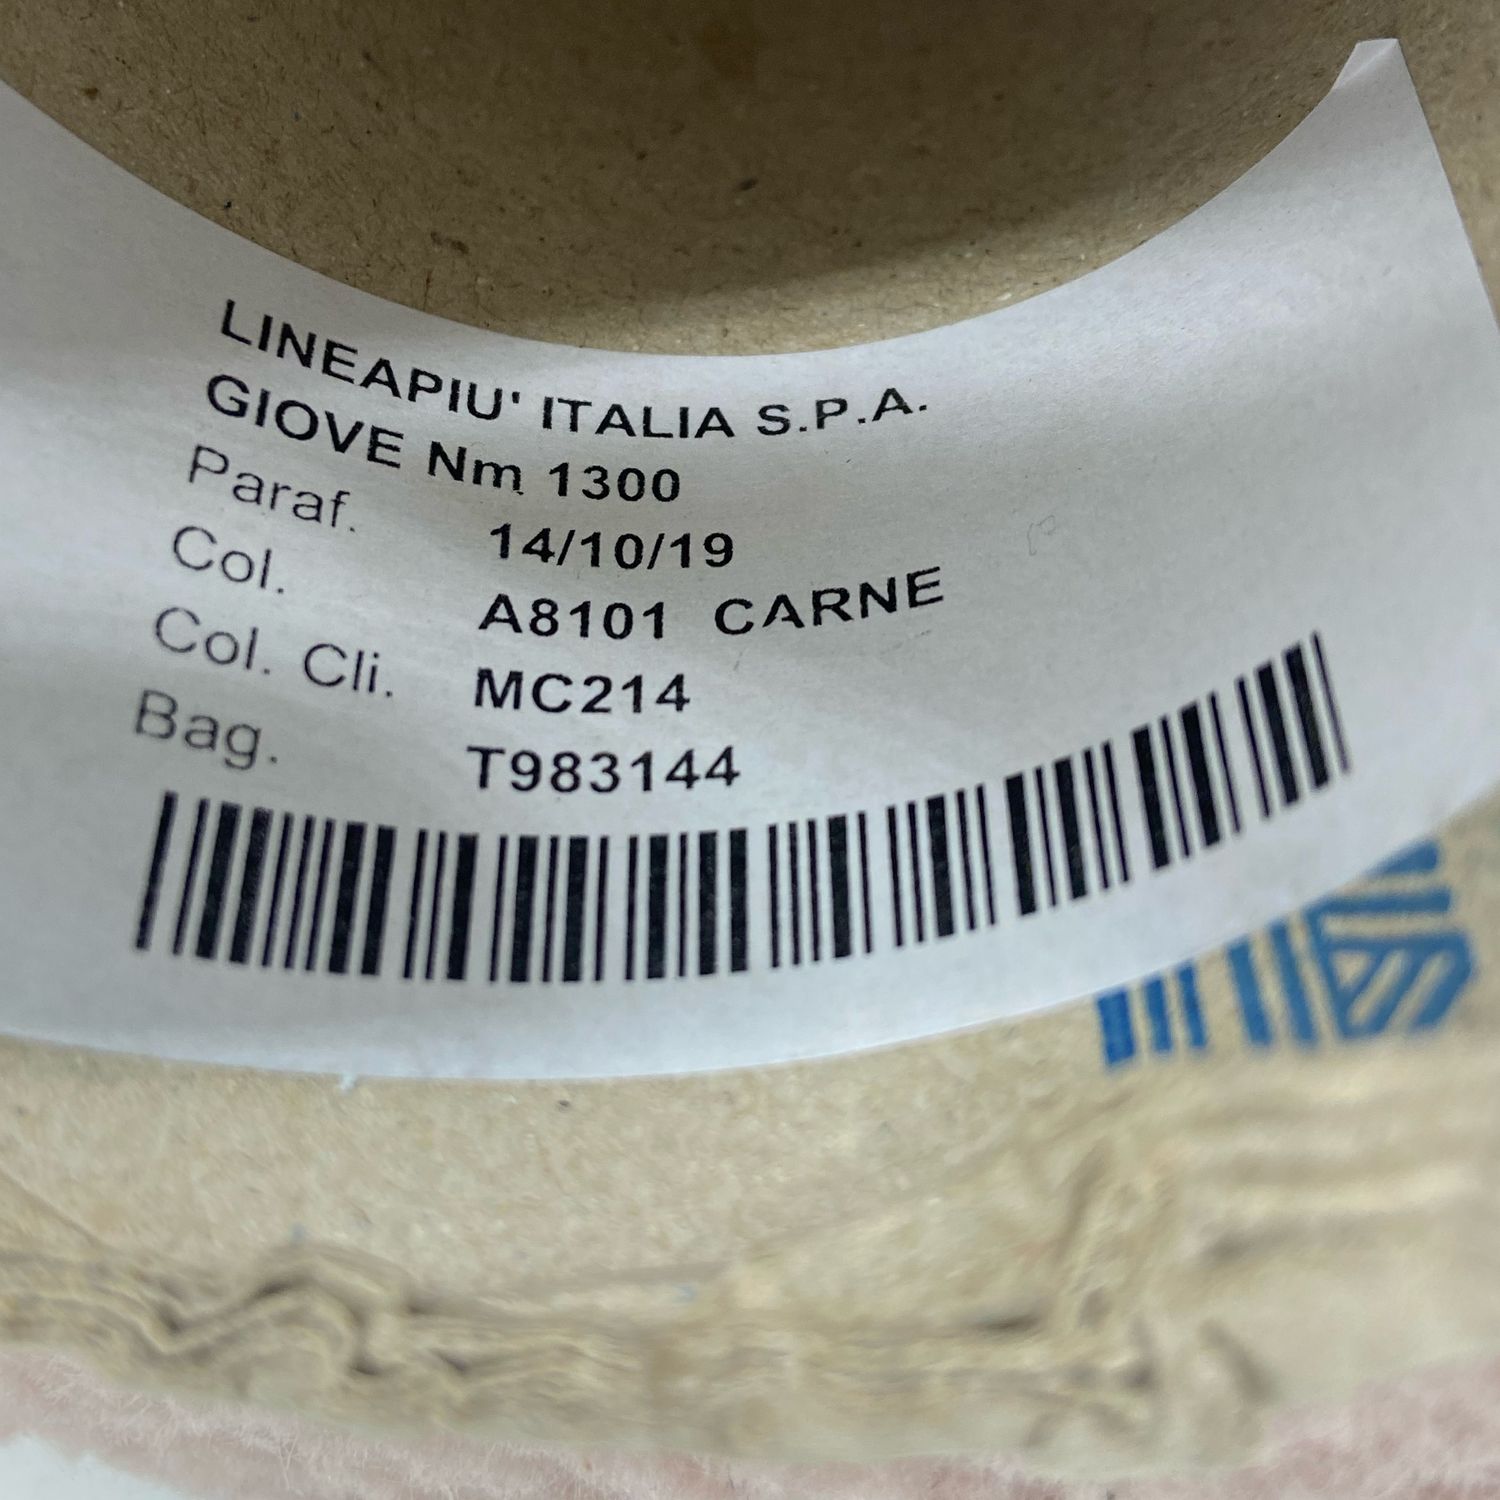 LINEAPIU' ITALIA S.P.A.
GIOVE Nm 1300
Paraf. 14/10/19
Col. A8101 CARNE
Col. Cli. MC214
Bag. T983144